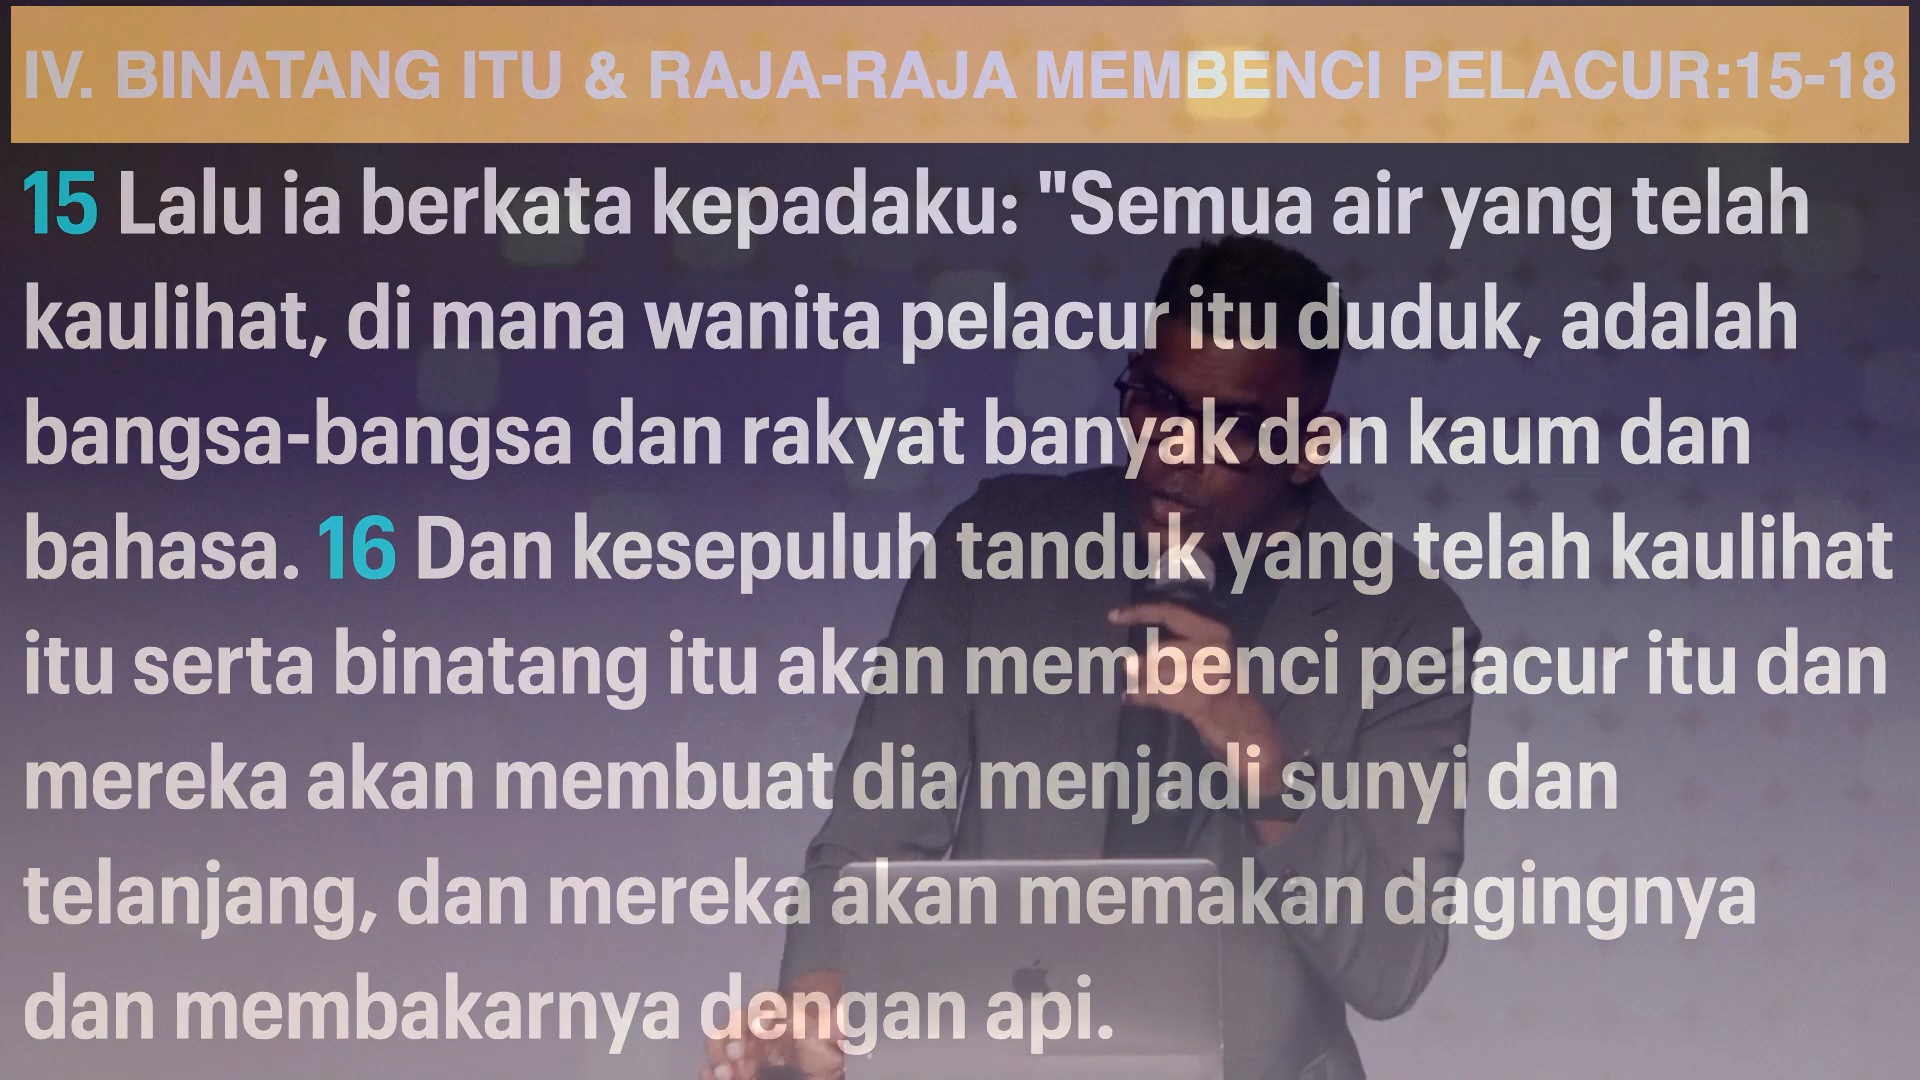 IV. BINATANG ITU & RAJA-RAJA MEMBENCI PELACUR:15-18
15 Lalu ia berkata kepadaku: "Semua air yang telah
kaulihat, di mana wanita pelacur itu duduk, adalah
bangsa-bangsa dan rakyat banyak dan kaum dan
bahasa. 16 Dan kesepuluh tanduk yang telah kaulihat
itu serta binatang itu akan membenci pelacur itu dan
mereka akan membuat dia menjadi sunyi dan
telanjang, dan mereka akan memakan dagingnya
dan membakarnya dengan api.